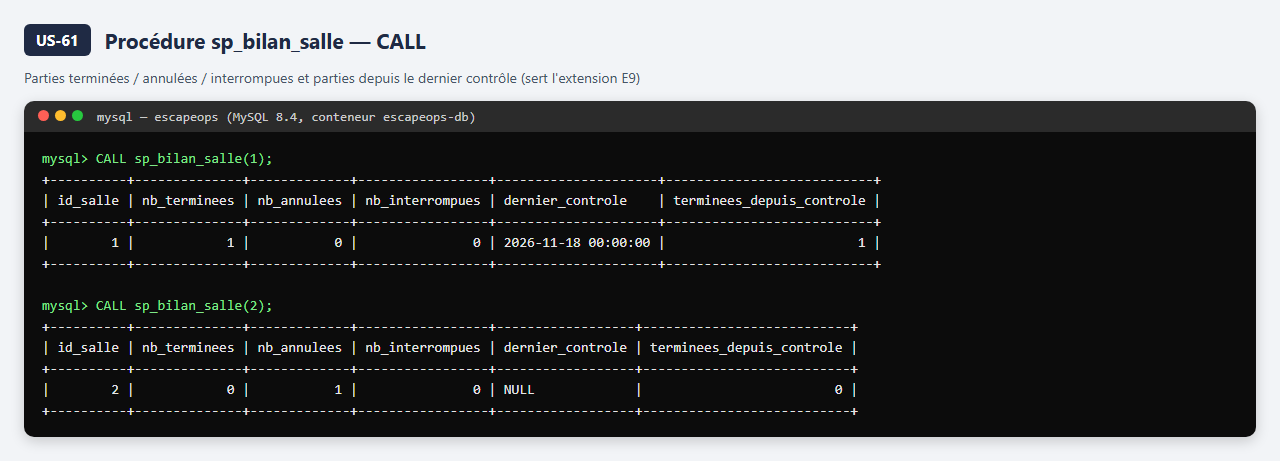 US-61 Procédure sp_bilan_salle — CALL
Parties terminées / annulées / interrompues et parties depuis le dernier contrôle (sert l'extension E9)
mysql — escapeops (MySQL 8.4, conteneur escapeops-db)
mysql> CALL sp_bilan_salle(1);
+----------+--------------+-------------+-----------------+---------------------+---------------------------+
| id_salle | nb_terminees | nb_annulees | nb_interrompues | dernier_controle    | terminees_depuis_controle |
+----------+--------------+-------------+-----------------+---------------------+---------------------------+
|        1 |            1 |           0 |               0 | 2026-11-18 00:00:00 |                         1 |
+----------+--------------+-------------+-----------------+---------------------+---------------------------+
mysql> CALL sp_bilan_salle(2);
+----------+--------------+-------------+-----------------+------------------+---------------------------+
| id_salle | nb_terminees | nb_annulees | nb_interrompues | dernier_controle | terminees_depuis_controle |
+----------+--------------+-------------+-----------------+------------------+---------------------------+
|        2 |            0 |           1 |               0 | NULL             |                         0 |
+----------+--------------+-------------+-----------------+------------------+---------------------------+